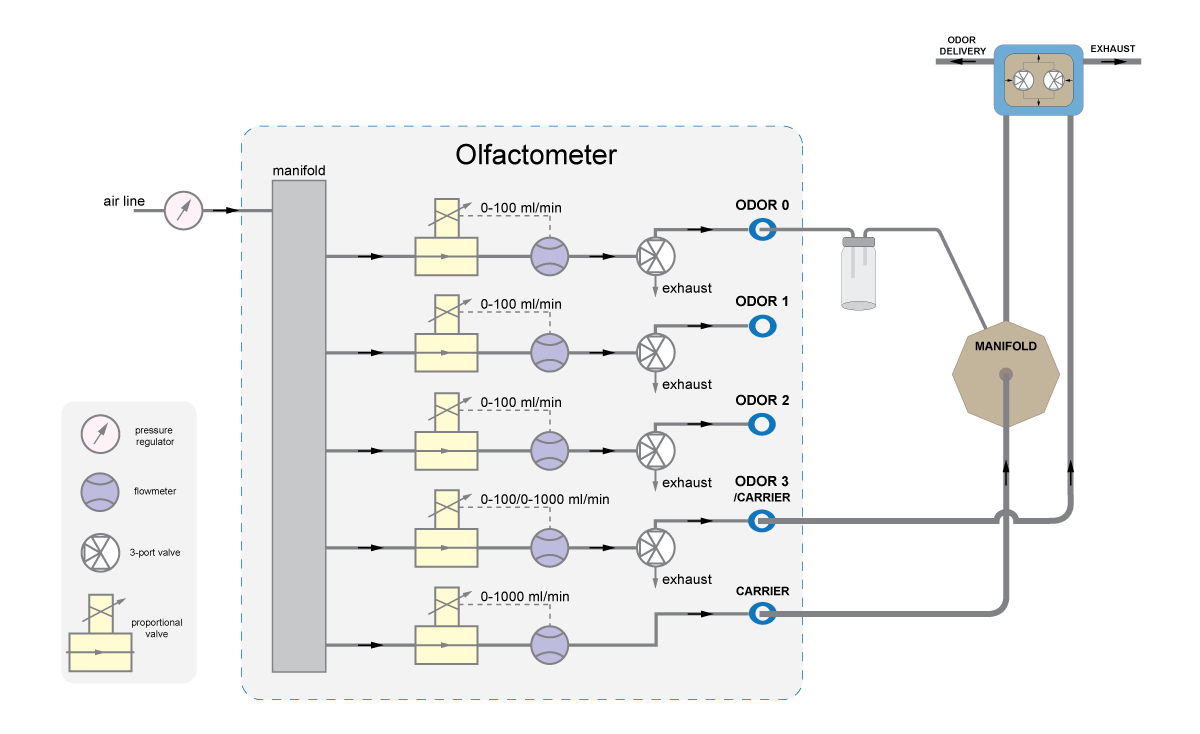 ODOR
DELIVERY
EXHAUST
Olfactometer
manifold
air line
0-100 ml/min
ODOR 0
exhaust
0-100 ml/min
ODOR 1
exhaust
MANIFOLD
0-100 ml/min
ODOR 2
exhaust
0-100/0-1000 ml/min
ODOR 3
/CARRIER
exhaust
0-1000 ml/min
CARRIER
pressure
regulator
flowmeter
3-port valve
proportional
valve